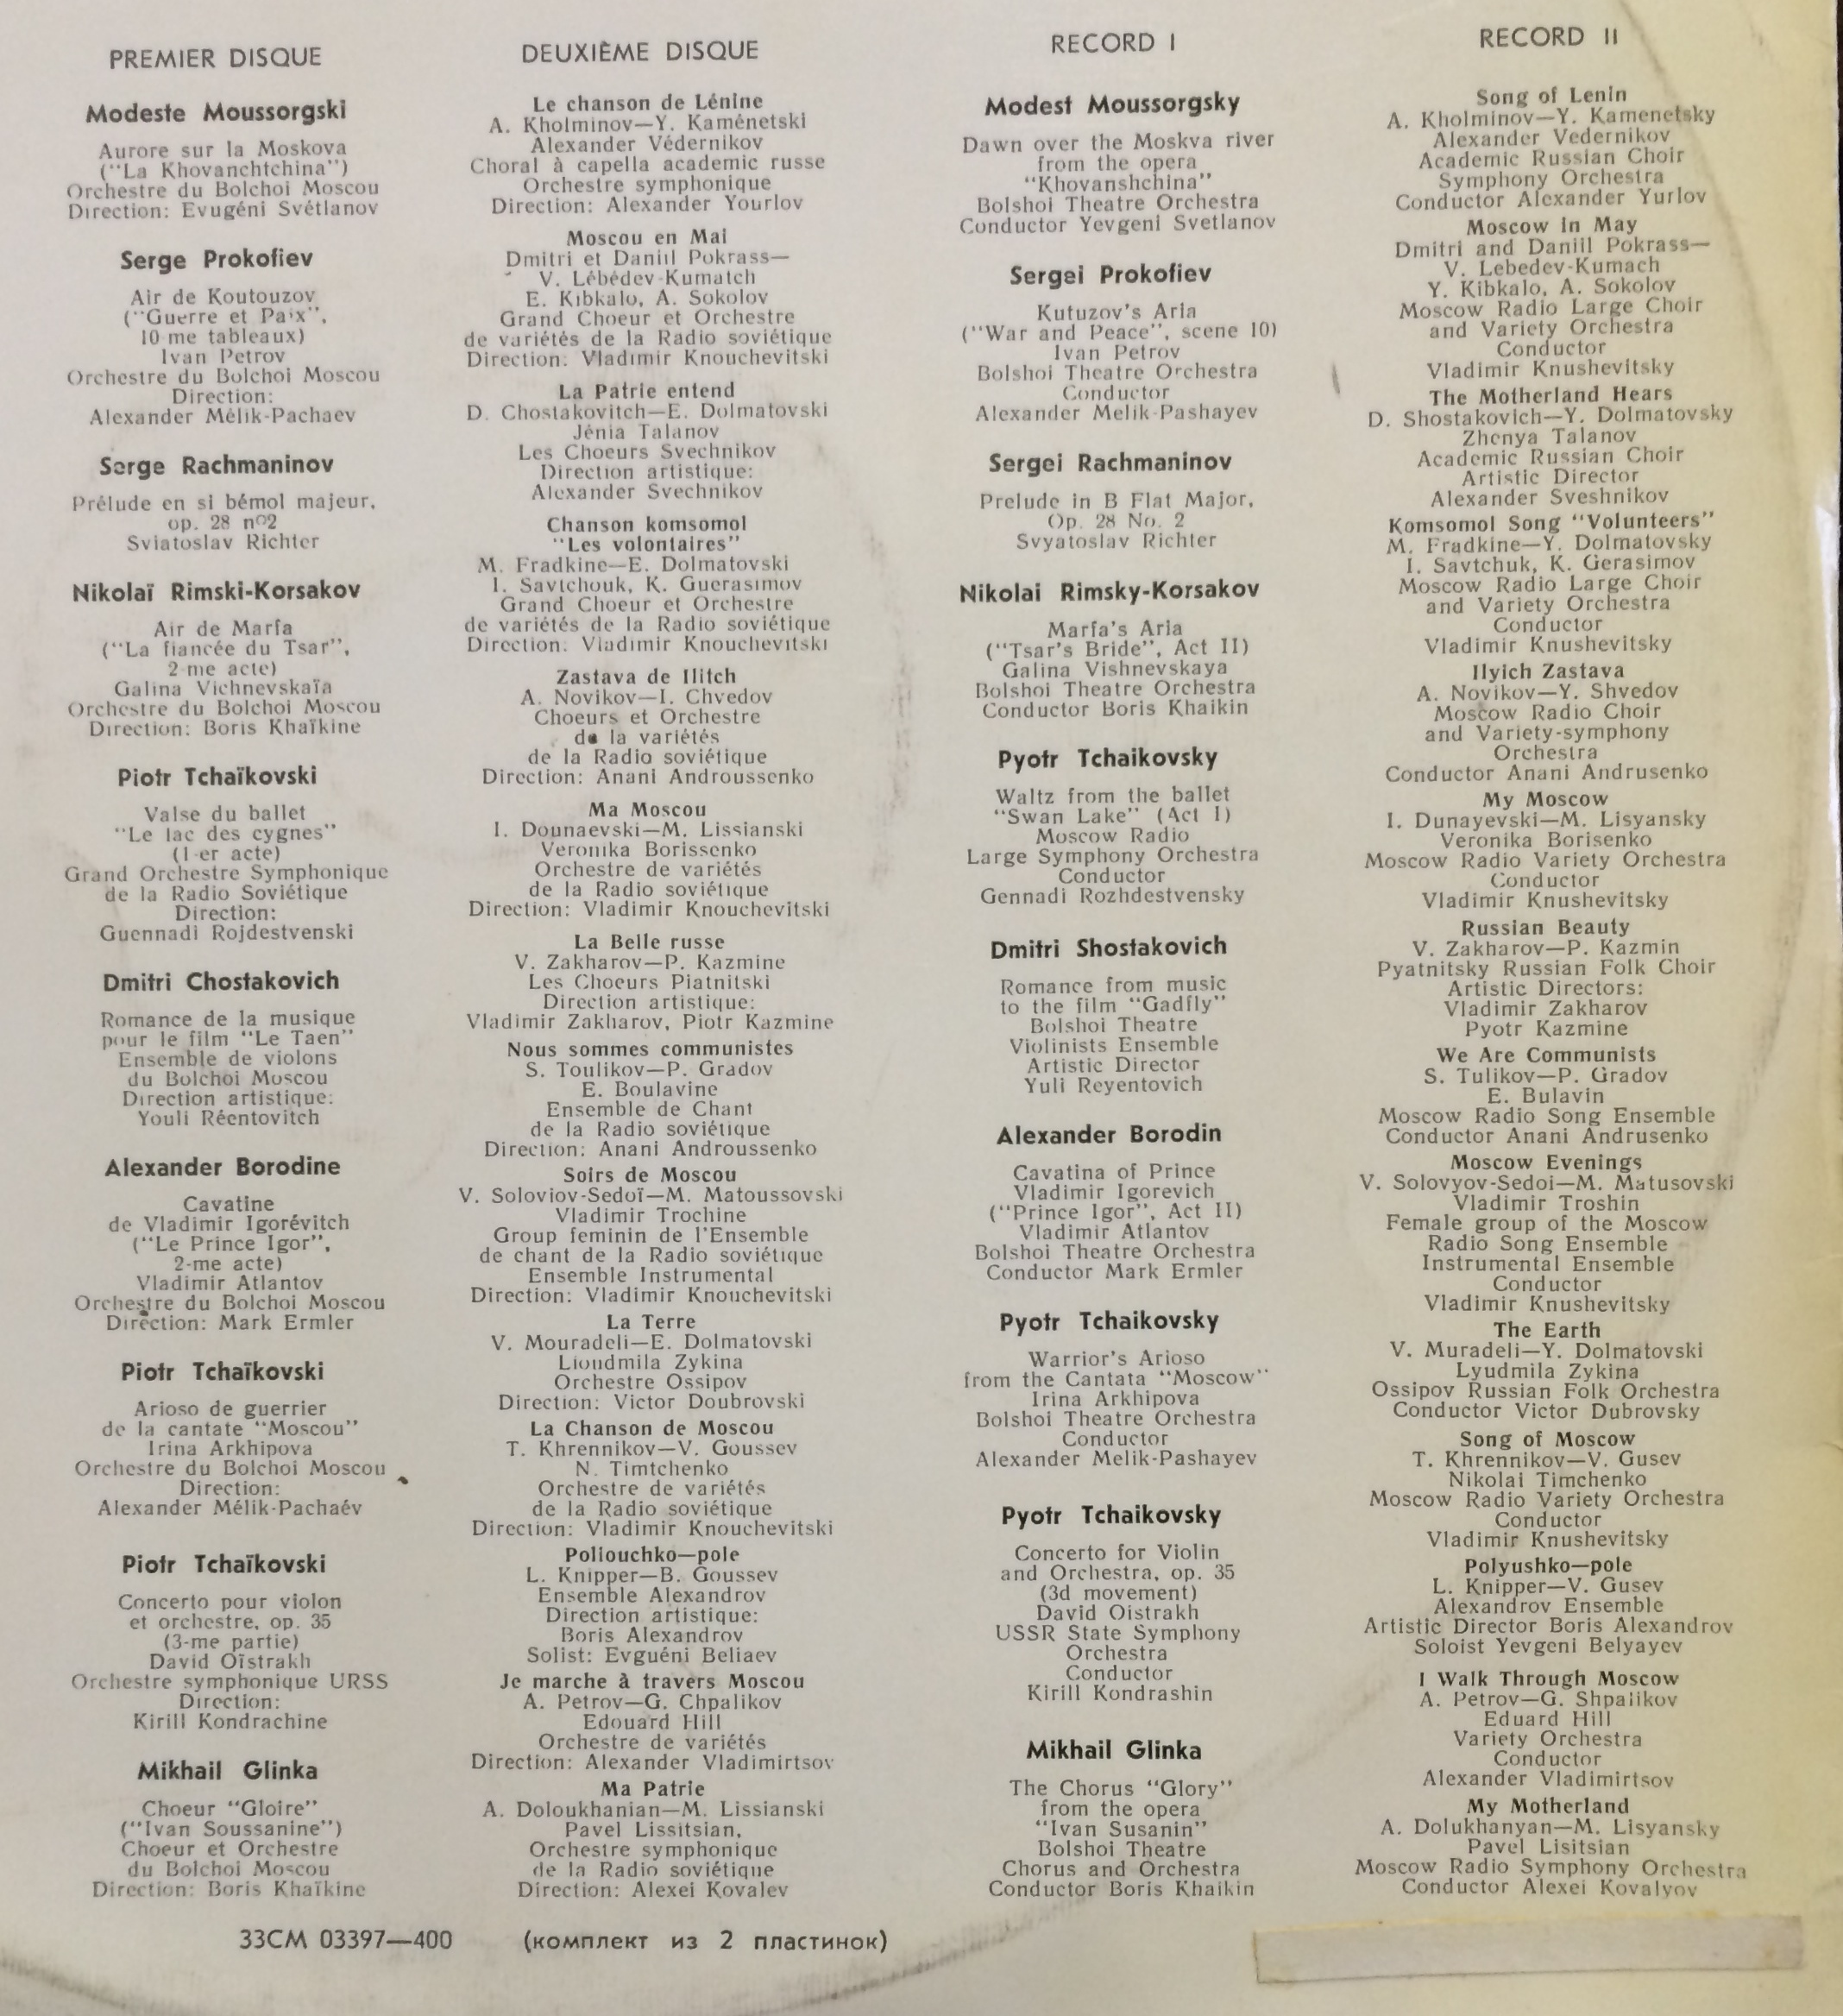 PREMIER DISQUE
Modeste Moussorgski
Aurore sur la Moskova
("La Khovanchtchina")
Orchestre du Bolchoi Moscou
Direction: Evugéni Svétlanov
Serge Prokofiev
Air de Koutouzov
("Guerre et Paix",
10 me tableaux)
Ivan Petrov
Orchestre du Bolchoi Moscou
Direction:
Alexander Mélik-Pachaev
Serge Rachmaninov
Prélude en si bémol majeur,
op. 28 nº2
Sviatoslav Richter
Nikolaï Rimski-Korsakov
Air de Marfa
("La fiancée du Tsar",
2 me acte)
Galina Vichnevskaïa
Orchestre du Bolchoi Moscou
Direction: Boris Khaïkine
Piotr Tchaïkovski
Valse du ballet
"Le lac des cygnes"
(1-er acte)
Grand Orchestre Symphonique
de la Radio Soviétique
Direction:
Guennadi Rojdestvenski
Dmitri Chostakovich
Romance de la musique
pour le film "Le Taen"
Ensemble de violons
du Bolchoi Moscou
Direction artistique:
Youli Réentovitch
Alexander Borodine
Cavatine
de Vladimir Igorévitch
("Le Prince Igor",
2-me acte)
Vladimir Atlantov
Orchestre du Bolchoi Moscou
Direction: Mark Ermler
Piotr Tchaïkovski
Arioso de guerrier
de la cantate "Moscou"
Irina Arkhipova
Orchestre du Bolchoi Moscou
Direction:
Alexander Mélik-Pachaév
Piotr Tchaïkovski
Concerto pour violon
et orchestre, op. 35
(3-me partie)
David Oïstrakh
Orchestre symphonique URSS
Direction:
Kirill Kondrachine
Mikhail Glinka
Choeur "Gloire"
("Ivan Soussanine")
Choeur et Orchestre
du Bolchoi Moscou
Direction: Boris Khaïkine
DEUXIÈME DISQUE
Le chanson de Lénine
A. Kholminov—Y. Kaménetski
Alexander Védernikov
Choral à capella academic russe
Orchestre symphonique
Direction: Alexander Yourlov
Moscou en Mai
Dmitri et Daniil Pokrass—
V. Lébédev-Kumatch
E. Kibkalo, A. Sokolov
Grand Choeur et Orchestre
de variétés de la Radio soviétique
Direction: Vladimir Knouchevitski
La Patrie entend
D. Chostakovitch—E. Dolmatovski
Jénia Talanov
Les Choeurs Svechnikov
Direction artistique:
Alexander Svechnikov
Chanson komsomol
"Les volontaires"
M. Fradkine—E. Dolmatovski
I. Savtchouk, K. Guerasimov
Grand Choeur et Orchestre
de variétés de la Radio soviétique
Direction: Vladimir Knouchevitski
Zastava de Ilitch
A. Novikov—I. Chvedov
Choeurs et Orchestre
de la variétés
de la Radio soviétique
Direction: Anani Androussenko
Ma Moscou
I. Dounaevski—M. Lissianski
Veronika Borissenko
Orchestre de variétés
de la Radio soviétique
Direction: Vladimir Knouchevitski
La Belle russe
V. Zakharov—P. Kazmine
Les Choeurs Piatnitski
Direction artistique:
Vladimir Zakharov, Piotr Kazmine
Nous sommes communistes
S. Toulikov—P. Gradov
E. Boulavine
Ensemble de Chant
de la Radio soviétique
Direction: Anani Androussenko
Soirs de Moscou
V. Soloviov-Sedoï—M. Matoussovski
Vladimir Trochine
Group feminin de l'Ensemble
de chant de la Radio soviétique
Ensemble Instrumental
Direction: Vladimir Knouchevitski
La Terre
V. Mouradeli—E. Dolmatovski
Lioudmila Zykina
Orchestre Ossipov
Direction: Victor Doubrovski
La Chanson de Moscou
T. Khrennikov—V. Goussev
N. Timtchenko
Orchestre de variétés
de la Radio soviétique
Direction: Vladimir Knouchevitski
Poliouchko—pole
L. Knipper—B. Goussev
Ensemble Alexandrov
Direction artistique:
Boris Alexandrov
Solist: Evguéni Beliaev
Je marche à travers Moscou
A. Petrov—G. Chpalikov
Edouard Hill
Orchestre de variétés
Direction: Alexander Vladimirtsov
Ma Patrie
A. Doloukhanian—M. Lissianski
Pavel Lissitsian,
Orchestre symphonique
de la Radio soviétique
Direction: Alexei Kovalev
RECORD I
Modest Moussorgsky
Dawn over the Moskva river
from the opera
"Khovanshchina"
Bolshoi Theatre Orchestra
Conductor Yevgeni Svetlanov
Sergei Prokofiev
Kutuzov's Aria
("War and Peace", scene 10)
Ivan Petrov
Bolshoi Theatre Orchestra
Conductor
Alexander Melik-Pashayev
Sergei Rachmaninov
Prelude in B Flat Major,
Op. 28 No. 2
Svyatoslav Richter
Nikolai Rimsky-Korsakov
Marfa's Aria
("Tsar's Bride", Act II)
Galina Vishnevskaya
Bolshoi Theatre Orchestra
Conductor Boris Khaikin
Pyotr Tchaikovsky
Waltz from the ballet
"Swan Lake" (Act I)
Moscow Radio
Large Symphony Orchestra
Conductor
Gennadi Rozhdestvensky
Dmitri Shostakovich
Romance from music
to the film "Gadfly"
Bolshoi Theatre
Violinists Ensemble
Artistic Director
Yuli Reyentovich
Alexander Borodin
Cavatina of Prince
Vladimir Igorevich
("Prince Igor", Act II)
Vladimir Atlantov
Bolshoi Theatre Orchestra
Conductor Mark Ermler
Pyotr Tchaikovsky
Warrior's Arioso
from the Cantata "Moscow"
Irina Arkhipova
Bolshoi Theatre Orchestra
Conductor
Alexander Melik-Pashayev
Pyotr Tchaikovsky
Concerto for Violin
and Orchestra, op. 35
(3d movement)
David Oistrakh
USSR State Symphony
Orchestra
Conductor
Kirill Kondrashin
Mikhail Glinka
The Chorus "Glory"
from the opera
"Ivan Susanin"
Bolshoi Theatre
Chorus and Orchestra
Conductor Boris Khaikin
RECORD II
Song of Lenin
A. Kholminov—Y. Kamenetsky
Alexander Vedernikov
Academic Russian Choir
Symphony Orchestra
Conductor Alexander Yurlov
Moscow in May
Dmitri and Daniil Pokrass—
V. Lebedev-Kumach
Y. Kibkalo, A. Sokolov
Moscow Radio Large Choir
and Variety Orchestra
Conductor
Vladimir Knushevitsky
The Motherland Hears
D. Shostakovich—Y. Dolmatovsky
Zhenya Talanov
Academic Russian Choir
Artistic Director
Alexander Sveshnikov
Komsomol Song "Volunteers"
M. Fradkine—Y. Dolmatovsky
I. Savtchuk, K. Gerasimov
Moscow Radio Large Choir
and Variety Orchestra
Conductor
Vladimir Knushevitsky
Ilyich Zastava
A. Novikov—Y. Shvedov
Moscow Radio Choir
and Variety-symphony
Orchestra
Conductor Anani Andrusenko
My Moscow
I. Dunayevski—M. Lisyansky
Veronika Borisenko
Moscow Radio Variety Orchestra
Conductor
Vladimir Knushevitsky
Russian Beauty
V. Zakharov—P. Kazmin
Pyatnitsky Russian Folk Choir
Artistic Directors:
Vladimir Zakharov
Pyotr Kazmine
We Are Communists
S. Tulikov—P. Gradov
E. Bulavin
Moscow Radio Song Ensemble
Conductor Anani Andrusenko
Moscow Evenings
V. Solovyov-Sedoi—M. Matusovski
Vladimir Troshin
Female group of the Moscow
Radio Song Ensemble
Instrumental Ensemble
Conductor
Vladimir Knushevitsky
The Earth
V. Muradeli—Y. Dolmatovski
Lyudmila Zykina
Ossipov Russian Folk Orchestra
Conductor Victor Dubrovsky
Song of Moscow
T. Khrennikov—V. Gusev
Nikolai Timchenko
Moscow Radio Variety Orchestra
Conductor
Vladimir Knushevitsky
Polyushko—pole
L. Knipper—V. Gusev
Alexandrov Ensemble
Artistic Director Boris Alexandrov
Soloist Yevgeni Belyayev
I Walk Through Moscow
A. Petrov—G. Shpalikov
Eduard Hill
Variety Orchestra
Conductor
Alexander Vladimirtsov
My Motherland
A. Dolukhanyan—M. Lisyansky
Pavel Lisitsian
Moscow Radio Symphony Orchestra
Conductor Alexei Kovalyov
33СМ 03397—400 (комплект из 2 пластинок)